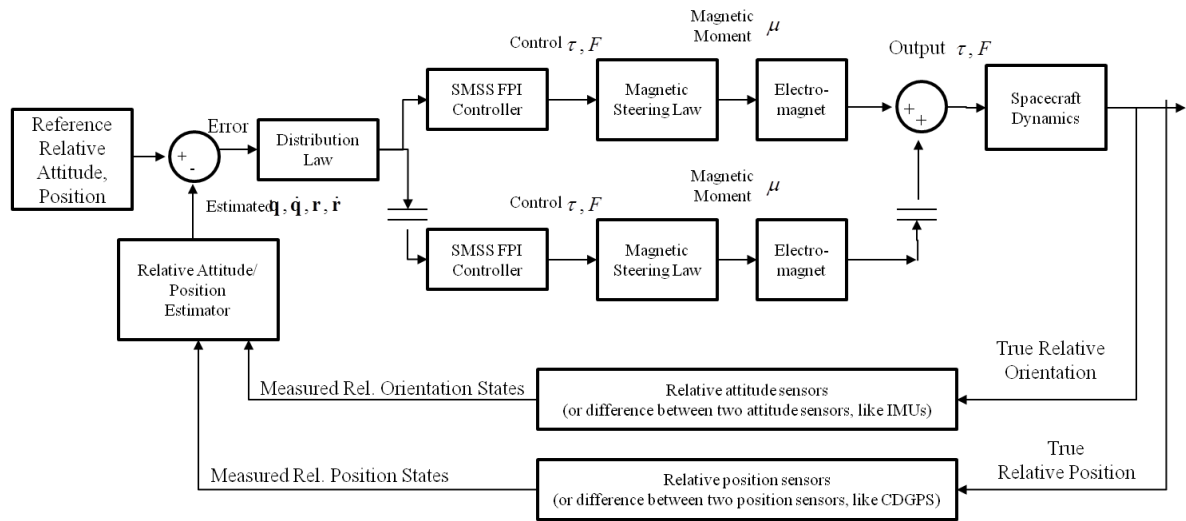 Magnetic
Moment μ
Control τ , F
Output τ , F
SMSS FPI
Controller
Magnetic
Steering Law
Electro-
magnet
+
+
Spacecraft
Dynamics
Reference
Relative
Attitude,
Position
+
-
Error
Distribution
Law
Estimated q , q̇ , r , ṙ
Magnetic
Moment μ
Control τ , F
SMSS FPI
Controller
Magnetic
Steering Law
Electro-
magnet
Relative Attitude/
Position
Estimator
True Relative
Orientation
Measured Rel. Orientation States
Relative attitude sensors
(or difference between two attitude sensors, like IMUs)
True
Relative Position
Measured Rel. Position States
Relative position sensors
(or difference between two position sensors, like CDGPS)